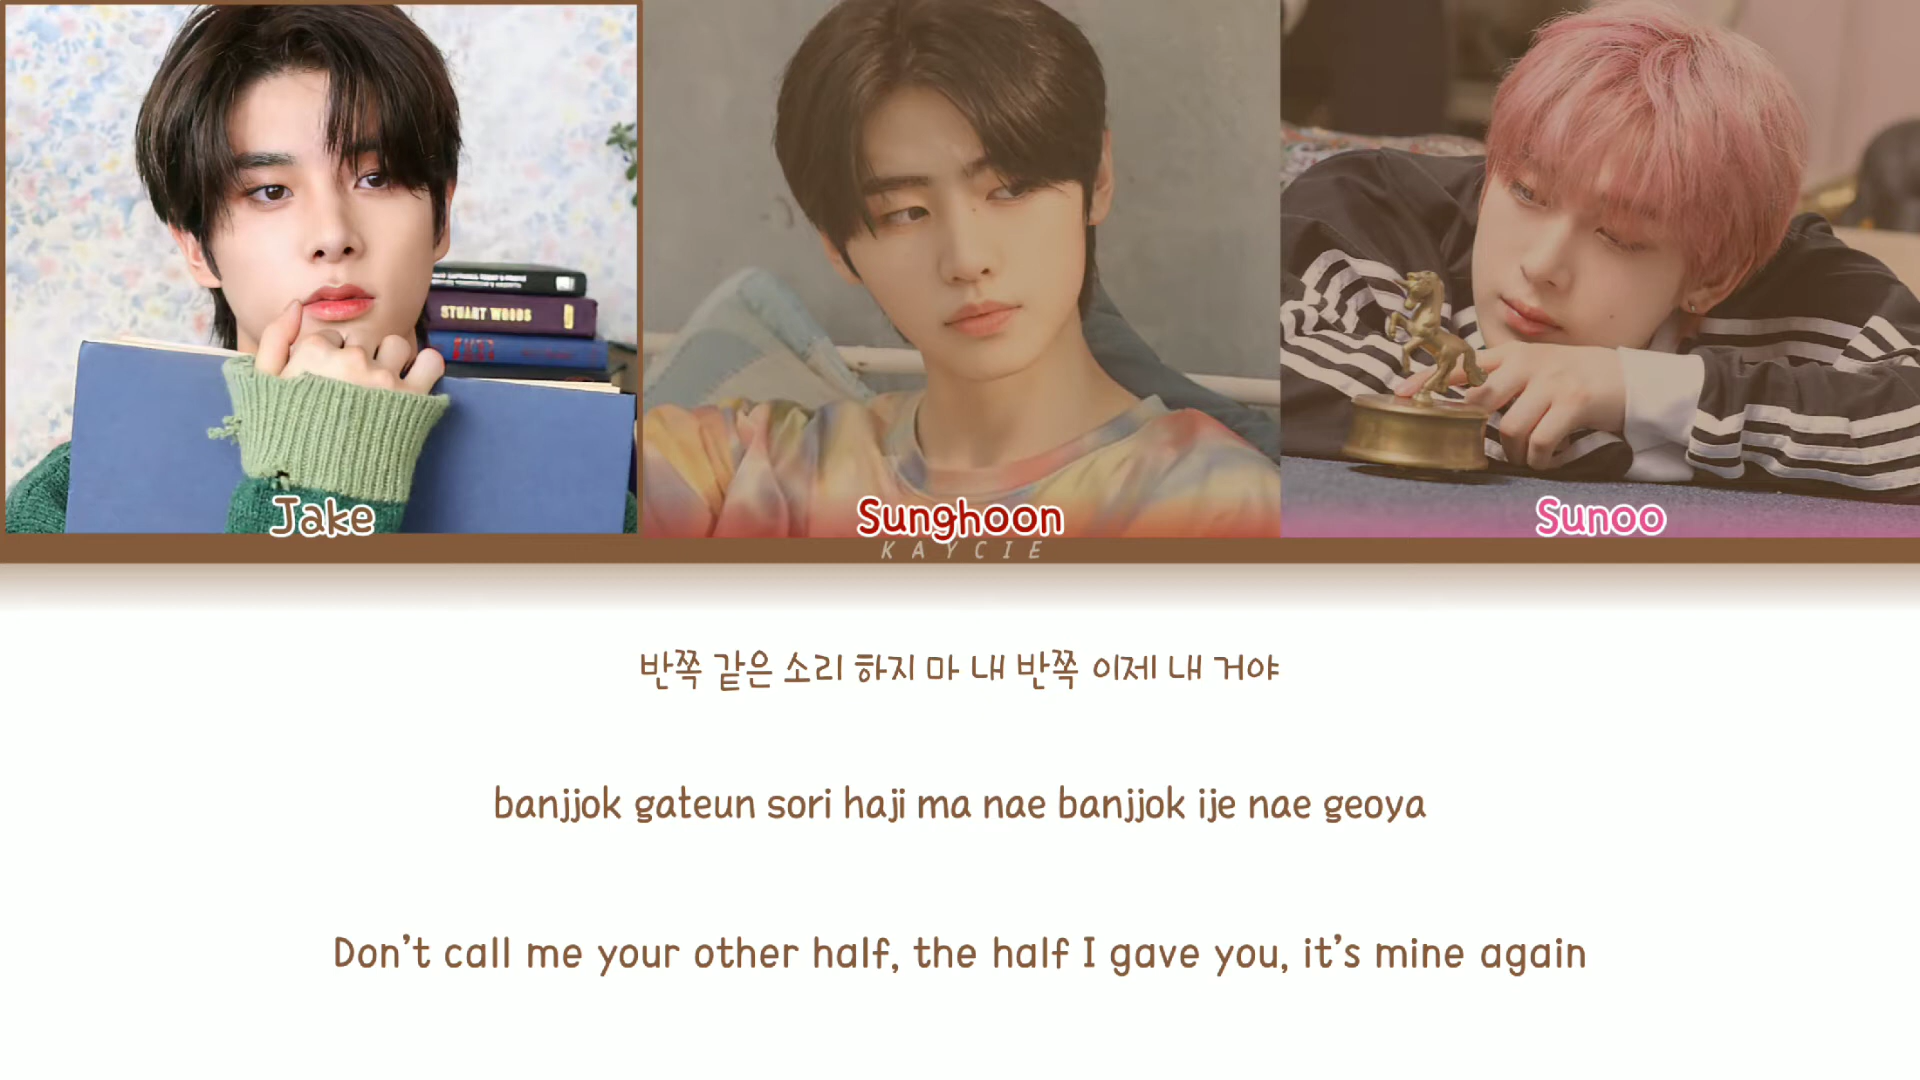 STUART WOODS
Jake
Sunghoon
Sunoo
KAYCIE
반쪽 같은 소리 하지 마 내 반쪽 이제 내 거야
banjjok gateun sori haji ma nae banjjok ije nae geoya
Don't call me your other half, the half I gave you, it's mine again